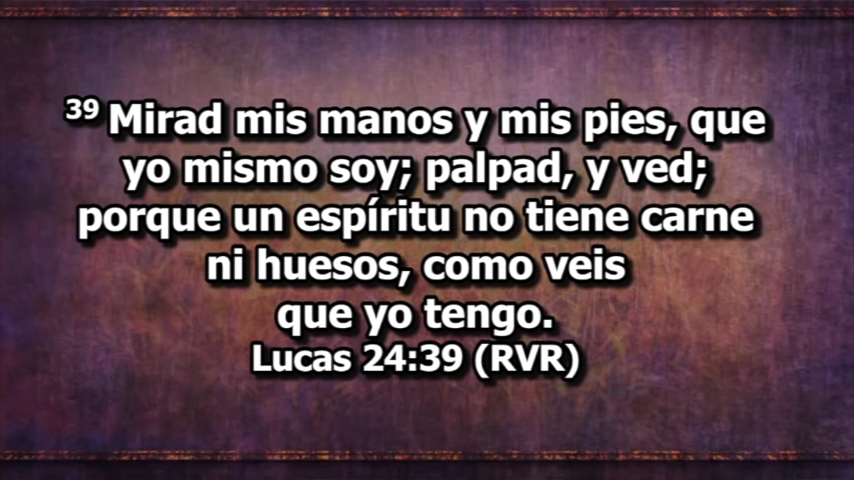 39 Mirad mis manos y mis pies, que
yo mismo soy; palpad, y ved;
porque un espíritu no tiene carne
ni huesos, como veis
que yo tengo.
Lucas 24:39 (RVR)